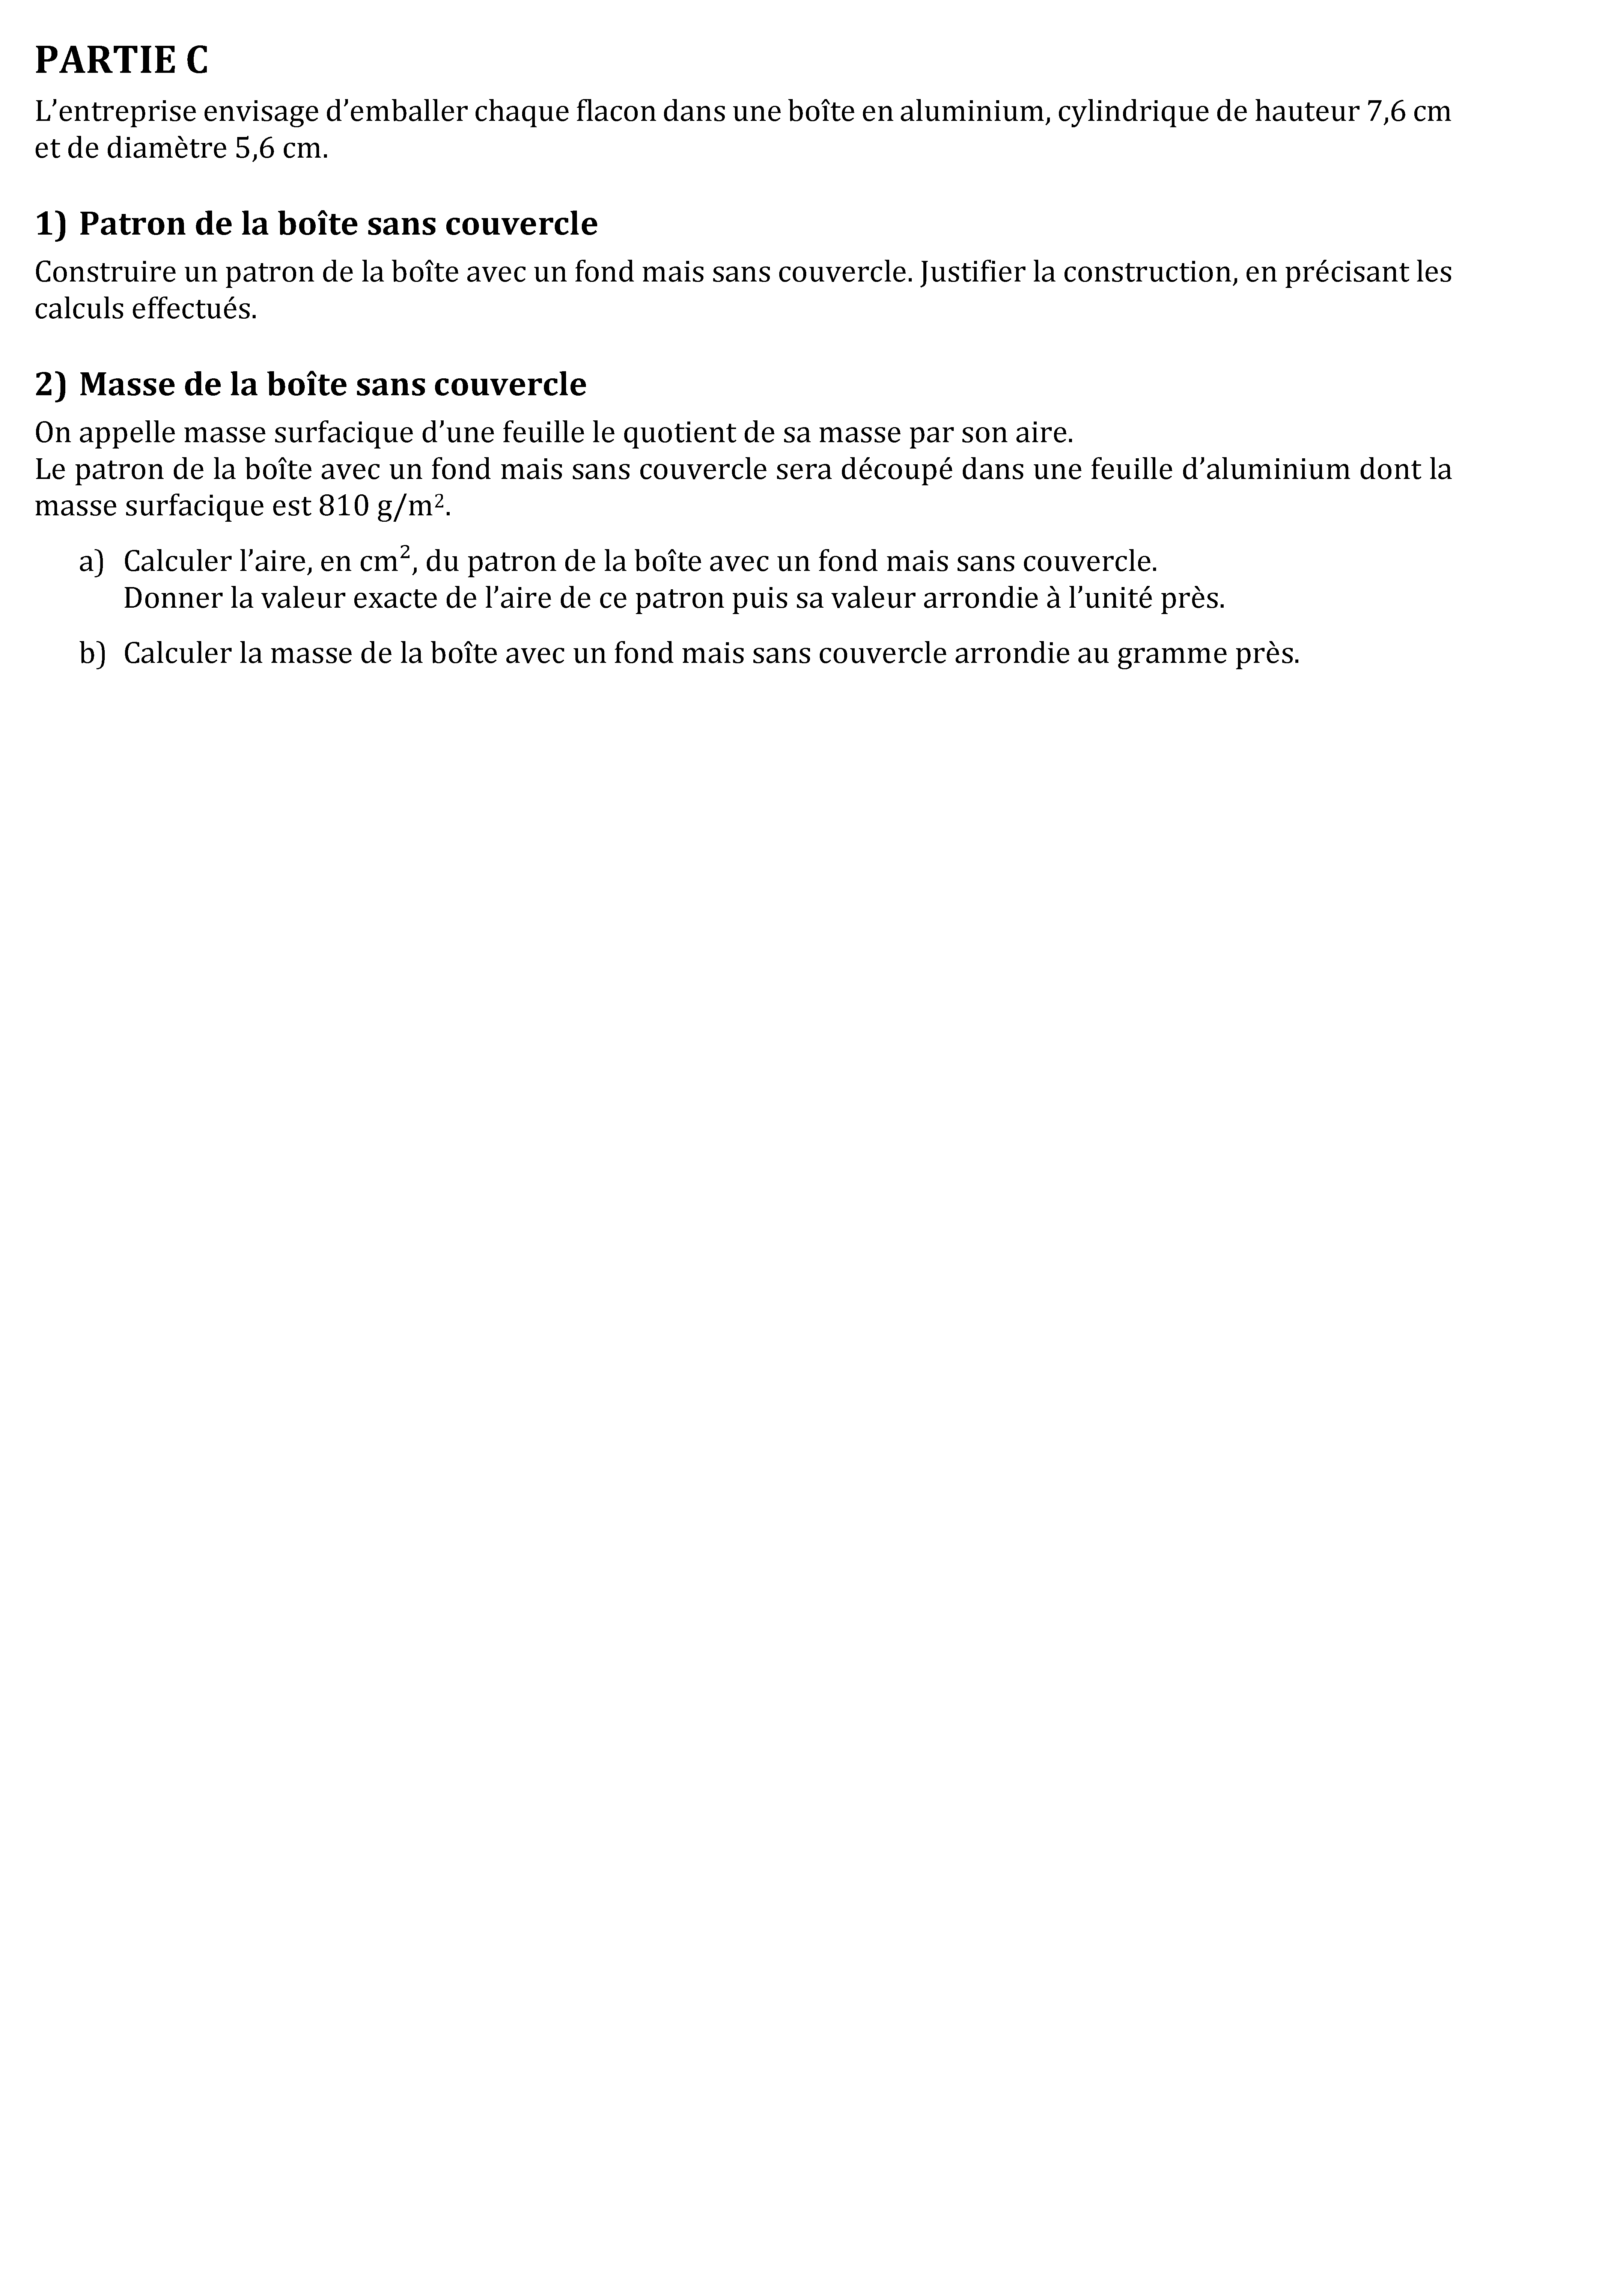 PARTIE C
L’entreprise envisage d’emballer chaque flacon dans une boîte en aluminium, cylindrique de hauteur 7,6 cm
et de diamètre 5,6 cm.
1) Patron de la boîte sans couvercle
Construire un patron de la boîte avec un fond mais sans couvercle. Justifier la construction, en précisant les
calculs effectués.
2) Masse de la boîte sans couvercle
On appelle masse surfacique d’une feuille le quotient de sa masse par son aire.
Le patron de la boîte avec un fond mais sans couvercle sera découpé dans une feuille d’aluminium dont la
masse surfacique est 810 g/m².
a) Calculer l’aire, en cm², du patron de la boîte avec un fond mais sans couvercle.
Donner la valeur exacte de l’aire de ce patron puis sa valeur arrondie à l’unité près.
b) Calculer la masse de la boîte avec un fond mais sans couvercle arrondie au gramme près.